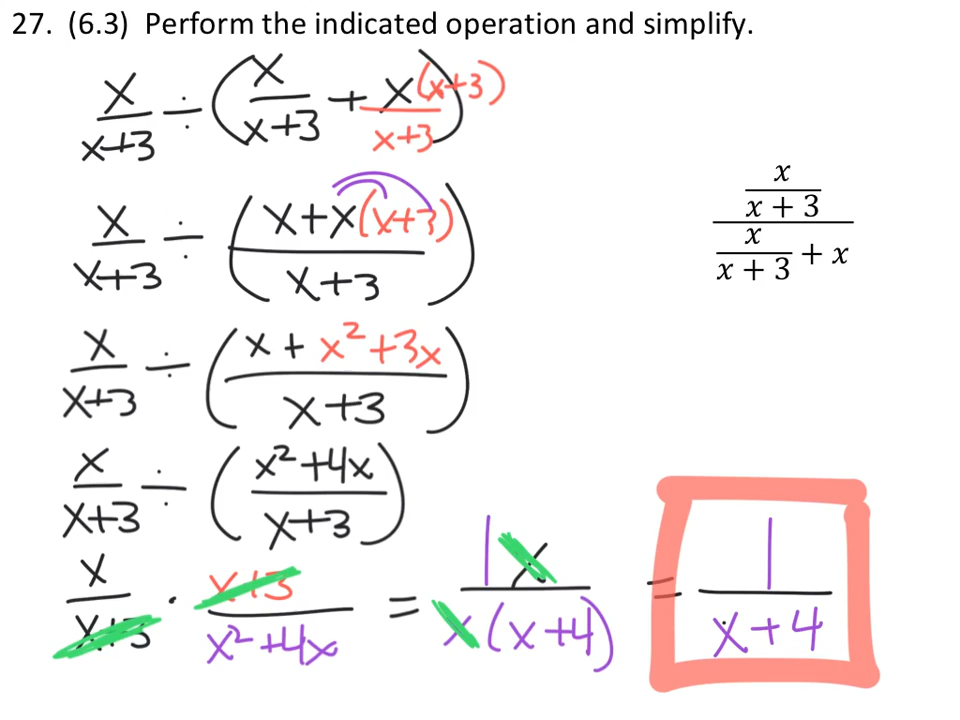 27. (6.3) Perform the indicated operation and simplify.
x/(x+3) ÷ (x/(x+3) + x(x+3)/(x+3))
x/(x+3) ÷ ((x+x(x+3))/(x+3))
x/(x+3) ÷ ((x+x²+3x)/(x+3))
x/(x+3) ÷ ((x²+4x)/(x+3))
x/(x+3) · (x+3)/(x²+4x) = 1x/(x(x+4)) = 1/(x+4)
(x/(x + 3))/(x/(x + 3) + x)